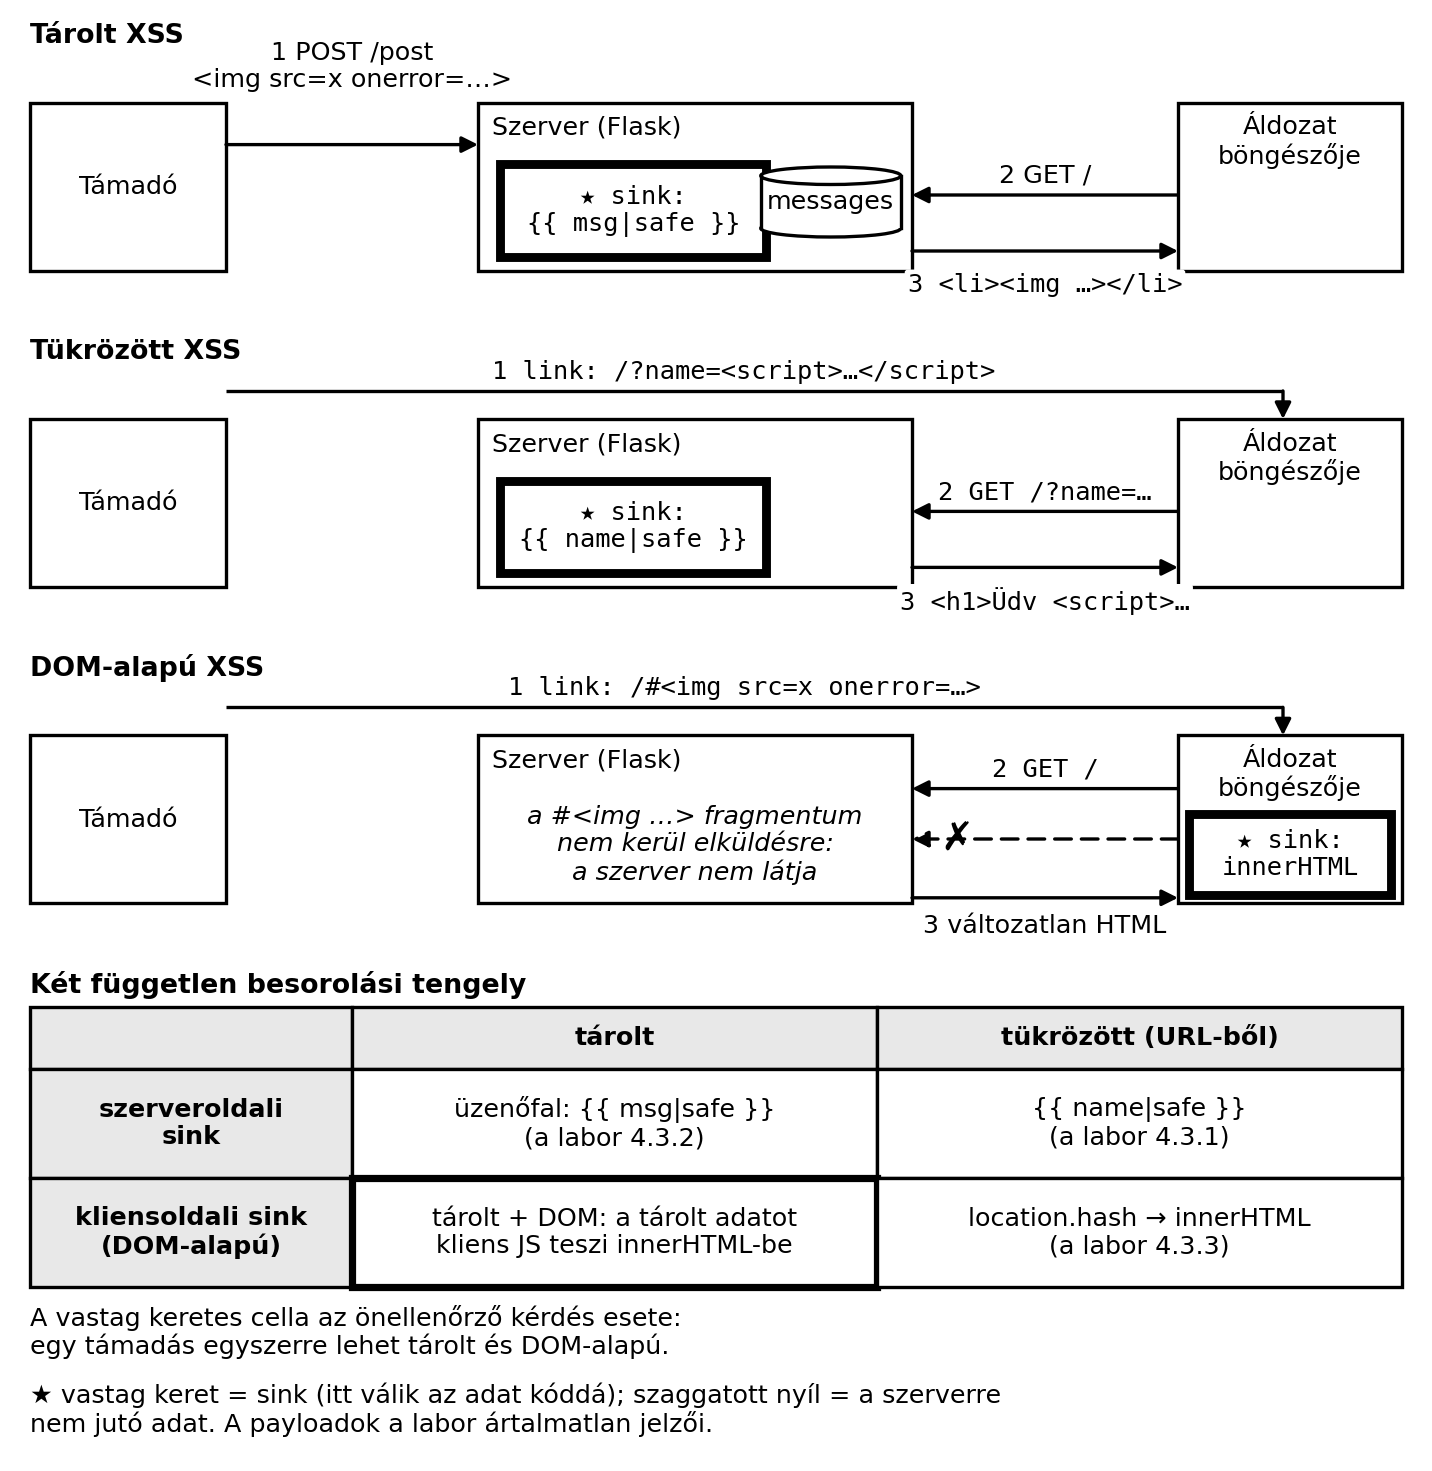 Tárolt XSS
1 POST /post
<img src=x onerror=…>
Támadó
Szerver (Flask)
★ sink:
{{ msg|safe }}
messages
2 GET /
3 <li><img …></li>
Áldozat
böngészője
Tükrözött XSS
1 link: /?name=<script>…</script>
Támadó
Szerver (Flask)
★ sink:
{{ name|safe }}
2 GET /?name=…
3 <h1>Üdv <script>…
Áldozat
böngészője
DOM-alapú XSS
1 link: /#<img src=x onerror=…>
Támadó
Szerver (Flask)
a #<img …> fragmentum
nem kerül elküldésre:
a szerver nem látja
2 GET /
✗
3 változatlan HTML
Áldozat
böngészője
★ sink:
innerHTML
Két független besorolási tengely
tárolt
tükrözött (URL-ből)
szerveroldali
sink
üzenőfal: {{ msg|safe }}
(a labor 4.3.2)
{{ name|safe }}
(a labor 4.3.1)
kliensoldali sink
(DOM-alapú)
tárolt + DOM: a tárolt adatot
kliens JS teszi innerHTML-be
location.hash → innerHTML
(a labor 4.3.3)
A vastag keretes cella az önellenőrző kérdés esete:
egy támadás egyszerre lehet tárolt és DOM-alapú.
★ vastag keret = sink (itt válik az adat kóddá); szaggatott nyíl = a szerverre
nem jutó adat. A payloadok a labor ártalmatlan jelzői.